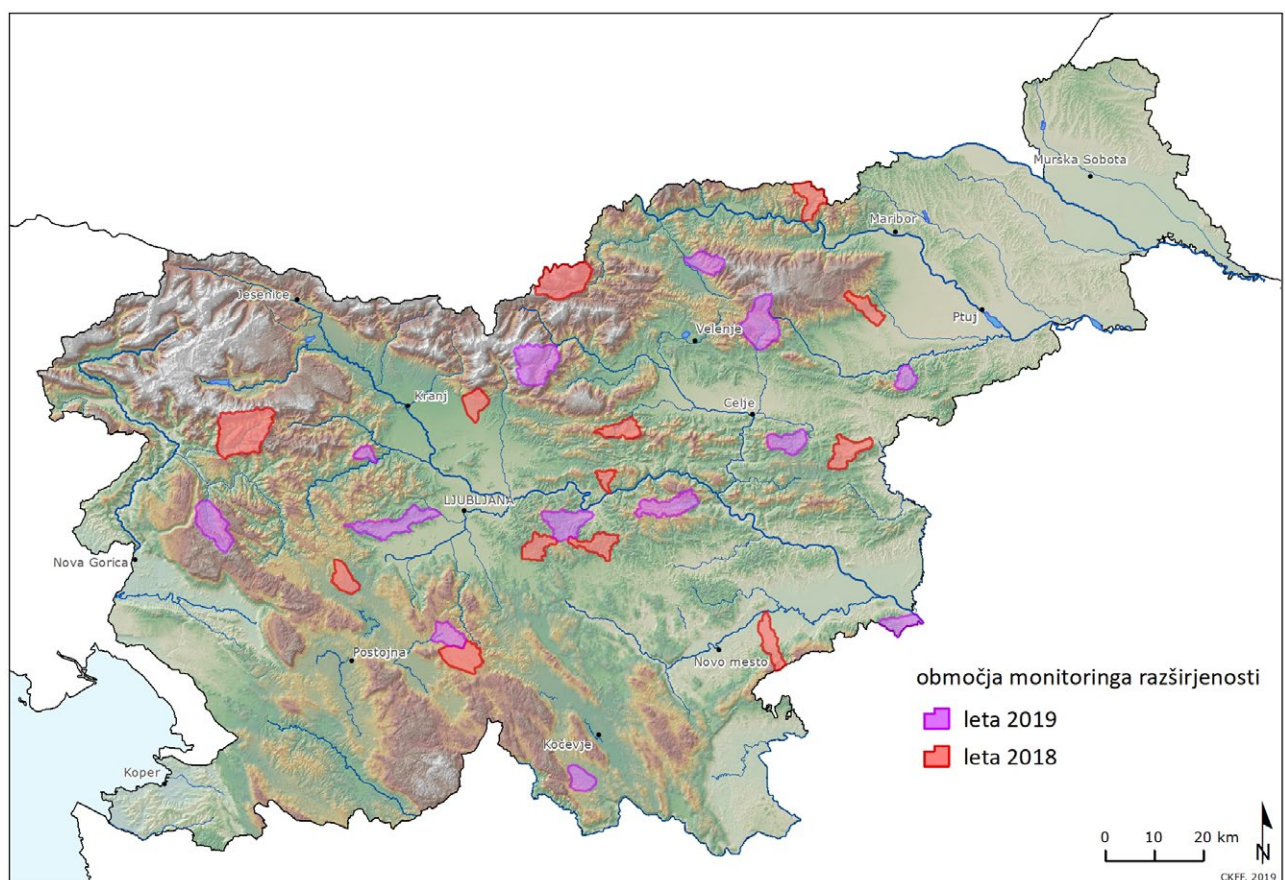 Murska Sobota
Maribor
Jesenice
Ptuj
Velenje
Kranj
Celje
LJUBLJANA
Nova Gorica
Postojna
Novo mesto
Kočevje
Koper
območja monitoringa razširjenosti
leta 2019
leta 2018
0 10 20 km
N
CKFF, 2019